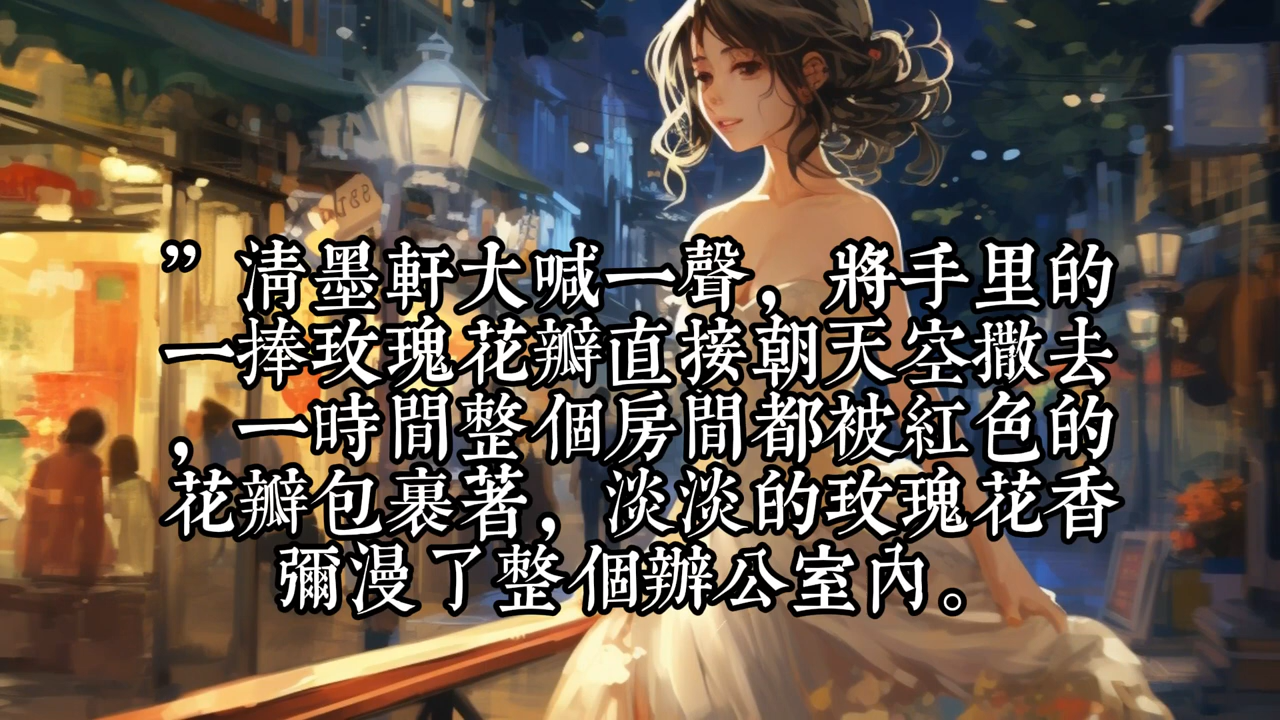 ”清墨軒大喊一聲，將手里的
一捧玫瑰花瓣直接朝天空撒去
，一時間整個房間都被紅色的
花瓣包裹著，淡淡的玫瑰花香
彌漫了整個辦公室內。